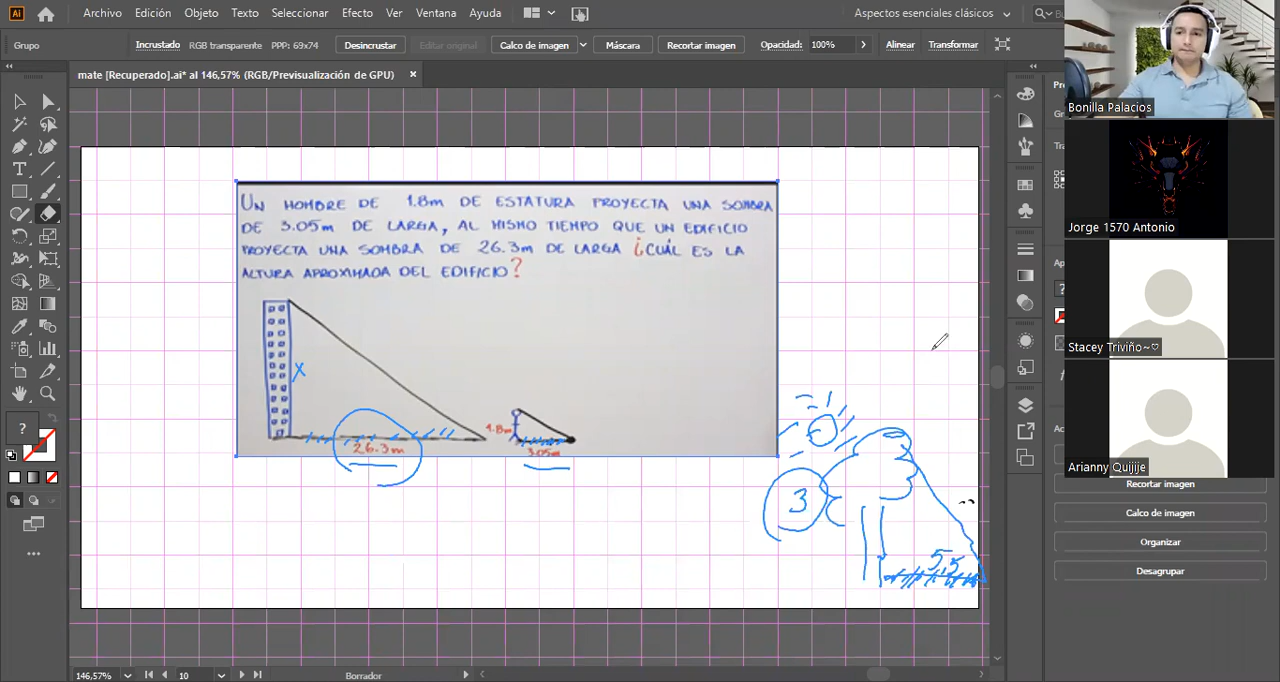 Ai
Archivo Edición Objeto Texto Seleccionar Efecto Ver Ventana Ayuda
Aspectos esenciales clásicos
Grupo
Incrustado
RGB transparente
PPP: 69x74
Desincrustar
Editar original
Calco de imagen
Máscara
Recortar imagen
Opacidad: 100%
Alinear
Transformar
mate [Recuperado].ai* al 146,57% (RGB/Previsualización de GPU)
UN HOMBRE DE 1.8m DE ESTATURA PROYECTA UNA SOMBRA
DE 3.05m DE LARGA, AL MISMO TIEMPO QUE UN EDIFICIO
PROYECTA UNA SOMBRA DE 26.3m DE LARGA ¿CUÁL ES LA
ALTURA APROXIMADA DEL EDIFICIO?
X
1.8m
26.3m
3.05m
3
5,5
Bonilla Palacios
Jorge 1570 Antonio
Stacey Triviño~♡
Arianny Quijije
Recortar imagen
Calco de imagen
Organizar
Desagrupar
146,57%
10
Borrador